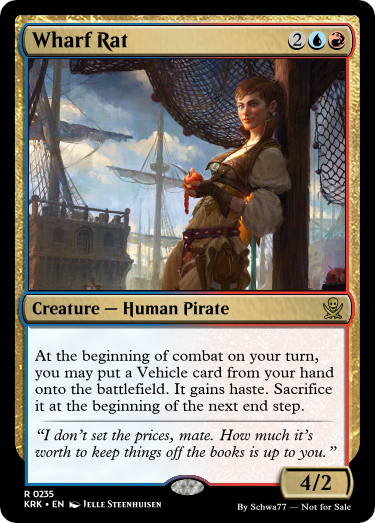 Wharf Rat 2
Creature — Human Pirate
At the beginning of combat on your turn,
you may put a Vehicle card from your hand
onto the battlefield. It gains haste. Sacrifice
it at the beginning of the next end step.
“I don’t set the prices, mate. How much it’s
worth to keep things off the books is up to you.”
4/2
R 0235
KRK • EN Jelle Steenhuisen
By Schwa77 — Not for Sale